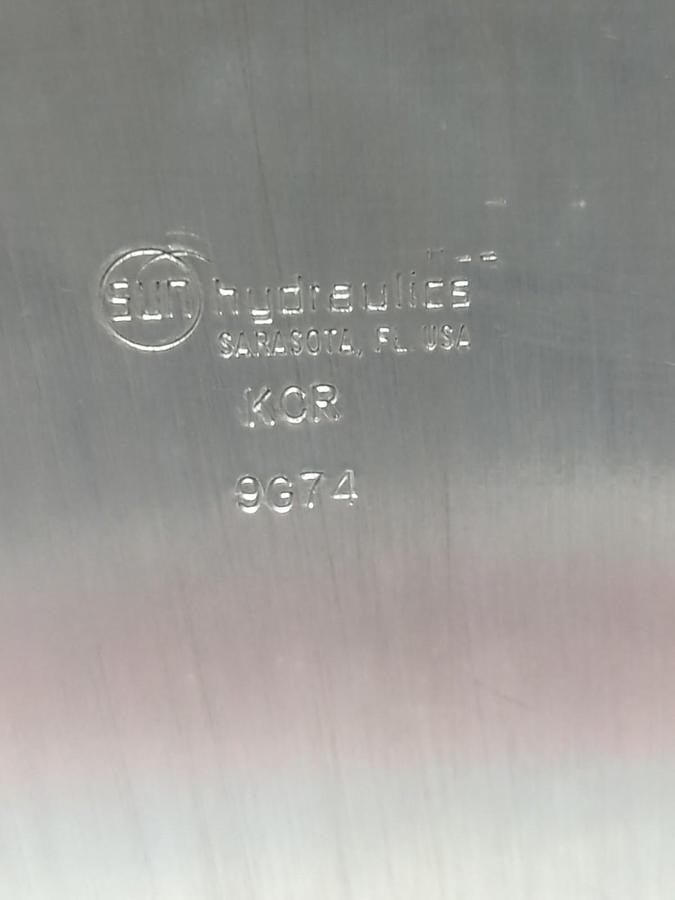 sun hydraulics
SARASOTA, FL. USA
KCR
9G74